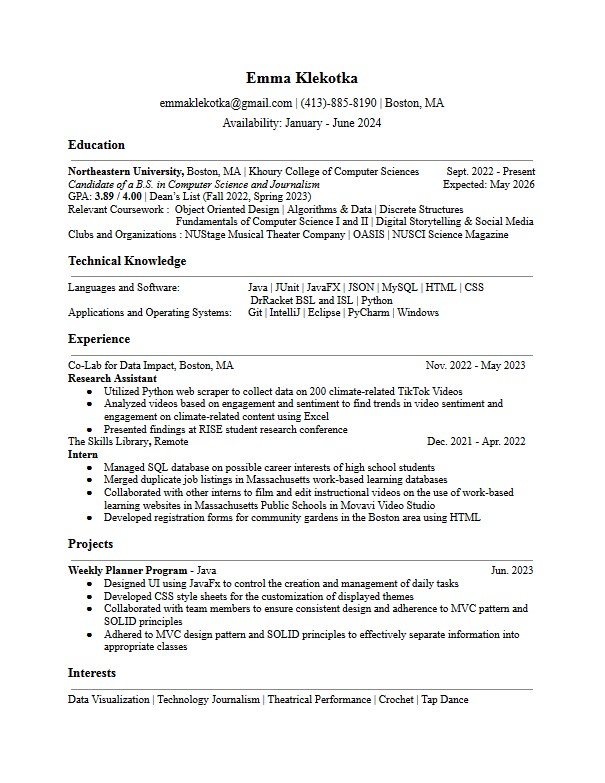 Emma Klekotka
emmaklekotka@gmail.com | (413)-885-8190 | Boston, MA
Availability: January - June 2024
Education
Northeastern University, Boston, MA | Khoury College of Computer Sciences Sept. 2022 - Present
Candidate of a B.S. in Computer Science and Journalism Expected: May 2026
GPA: 3.89 / 4.00 | Dean's List (Fall 2022, Spring 2023)
Relevant Coursework : Object Oriented Design | Algorithms & Data | Discrete Structures
Fundamentals of Computer Science I and II | Digital Storytelling & Social Media
Clubs and Organizations : NUStage Musical Theater Company | OASIS | NUSCI Science Magazine
Technical Knowledge
Languages and Software: Java | JUnit | JavaFX | JSON | MySQL | HTML | CSS
DrRacket BSL and ISL | Python
Applications and Operating Systems: Git | IntelliJ | Eclipse | PyCharm | Windows
Experience
Co-Lab for Data Impact, Boston, MA Nov. 2022 - May 2023
Research Assistant
● Utilized Python web scraper to collect data on 200 climate-related TikTok Videos
● Analyzed videos based on engagement and sentiment to find trends in video sentiment and
engagement on climate-related content using Excel
● Presented findings at RISE student research conference
The Skills Library, Remote Dec. 2021 - Apr. 2022
Intern
● Managed SQL database on possible career interests of high school students
● Merged duplicate job listings in Massachusetts work-based learning databases
● Collaborated with other interns to film and edit instructional videos on the use of work-based
learning websites in Massachusetts Public Schools in Movavi Video Studio
● Developed registration forms for community gardens in the Boston area using HTML
Projects
Weekly Planner Program - Java Jun. 2023
● Designed UI using JavaFx to control the creation and management of daily tasks
● Developed CSS style sheets for the customization of displayed themes
● Collaborated with team members to ensure consistent design and adherence to MVC pattern and
SOLID principles
● Adhered to MVC design pattern and SOLID principles to effectively separate information into
appropriate classes
Interests
Data Visualization | Technology Journalism | Theatrical Performance | Crochet | Tap Dance